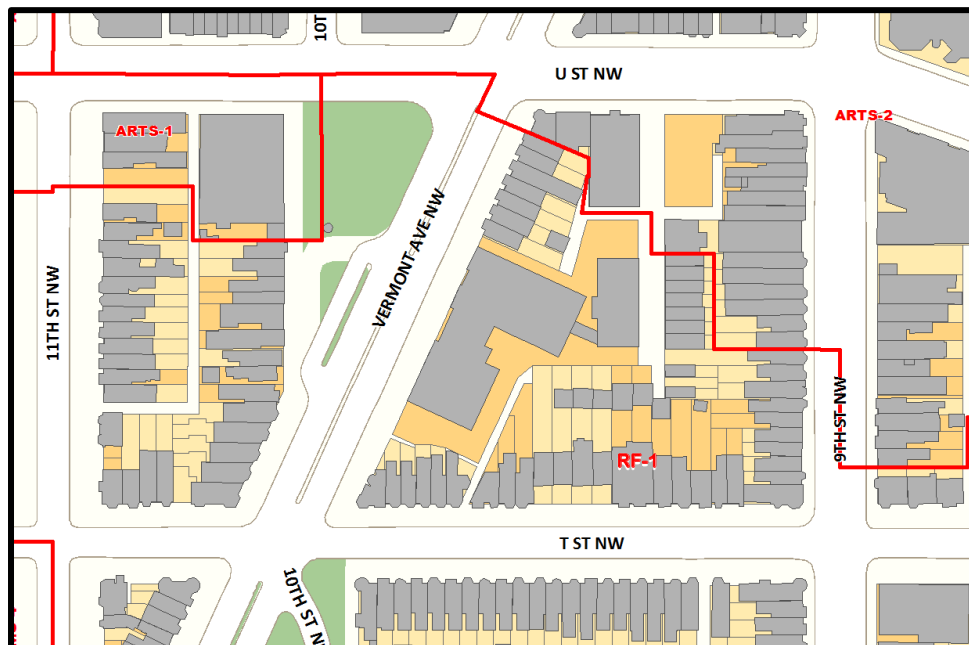 10T
U ST NW
ARTS-1
ARTS-2
VERMONT AVE NW
11TH ST NW
9TH ST NW
RF-1
T ST NW
10TH ST N